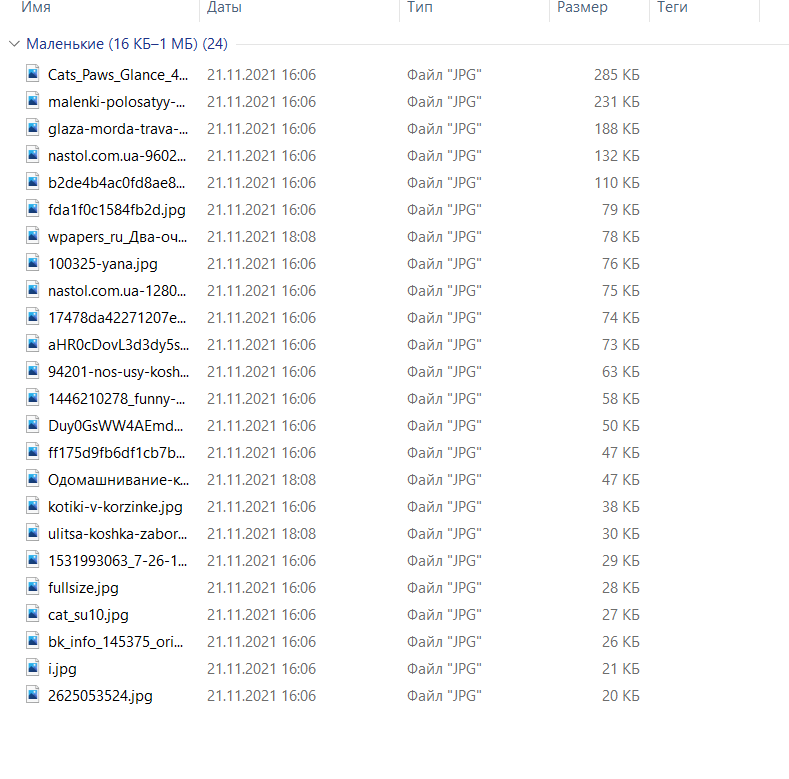 Имя Даты Тип Размер Теги
Маленькие (16 КБ–1 МБ) (24)
Cats_Paws_Glance_4... 21.11.2021 16:06 Файл "JPG" 285 КБ
malenki-polosatyy-... 21.11.2021 16:06 Файл "JPG" 231 КБ
glaza-morda-trava-... 21.11.2021 16:06 Файл "JPG" 188 КБ
nastol.com.ua-9602... 21.11.2021 16:06 Файл "JPG" 132 КБ
b2de4b4ac0fd8ae8... 21.11.2021 16:06 Файл "JPG" 110 КБ
fda1f0c1584fb2d.jpg 21.11.2021 16:06 Файл "JPG" 79 КБ
wpapers_ru_Два-оч... 21.11.2021 18:08 Файл "JPG" 78 КБ
100325-yana.jpg 21.11.2021 16:06 Файл "JPG" 76 КБ
nastol.com.ua-1280... 21.11.2021 16:06 Файл "JPG" 75 КБ
17478da42271207e... 21.11.2021 16:06 Файл "JPG" 74 КБ
aHR0cDovL3d3dy5s... 21.11.2021 16:06 Файл "JPG" 73 КБ
94201-nos-usy-kosh... 21.11.2021 16:06 Файл "JPG" 63 КБ
1446210278_funny-... 21.11.2021 16:06 Файл "JPG" 58 КБ
Duy0GsWW4AEmd... 21.11.2021 16:06 Файл "JPG" 50 КБ
ff175d9fb6df1cb7b... 21.11.2021 16:06 Файл "JPG" 47 КБ
Одомашнивание-к... 21.11.2021 18:08 Файл "JPG" 47 КБ
kotiki-v-korzinke.jpg 21.11.2021 16:06 Файл "JPG" 38 КБ
ulitsa-koshka-zabor... 21.11.2021 18:08 Файл "JPG" 30 КБ
1531993063_7-26-1... 21.11.2021 16:06 Файл "JPG" 29 КБ
fullsize.jpg 21.11.2021 16:06 Файл "JPG" 28 КБ
cat_su10.jpg 21.11.2021 16:06 Файл "JPG" 27 КБ
bk_info_145375_ori... 21.11.2021 16:06 Файл "JPG" 26 КБ
i.jpg 21.11.2021 16:06 Файл "JPG" 21 КБ
2625053524.jpg 21.11.2021 16:06 Файл "JPG" 20 КБ